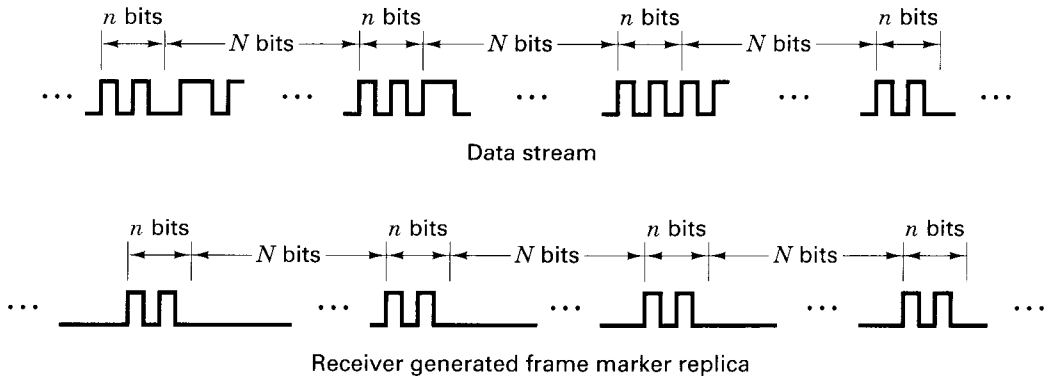 n bits n bits n bits n bits
N bits N bits N bits
... ... ... ... ...
Data stream
n bits n bits n bits n bits
N bits N bits N bits
... ... ... ... ...
Receiver generated frame marker replica